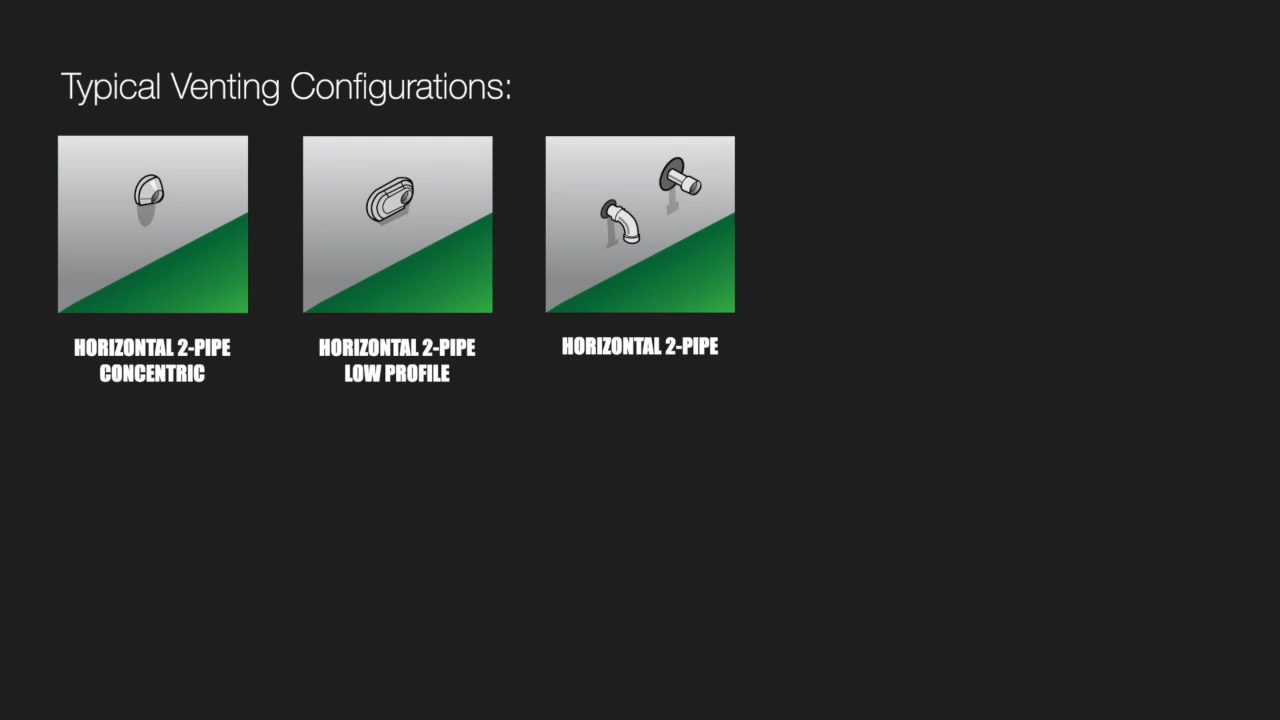 Typical Venting Configurations:
HORIZONTAL 2-PIPE
CONCENTRIC
HORIZONTAL 2-PIPE
LOW PROFILE
HORIZONTAL 2-PIPE